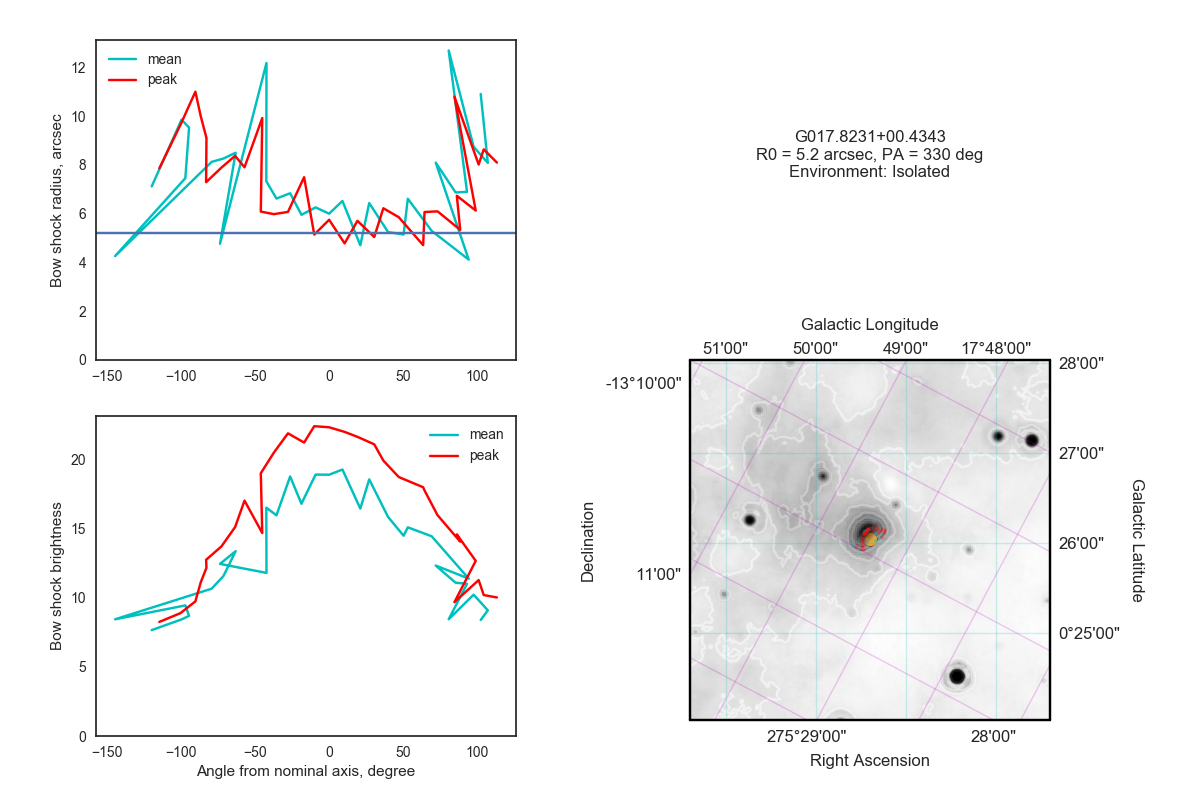 mean
peak
Bow shock radius, arcsec
12
10
8
6
4
2
0
−150 −100 −50 0 50 100
G017.8231+00.4343
R0 = 5.2 arcsec, PA = 330 deg
Environment: Isolated
mean
peak
Bow shock brightness
20
15
10
5
0
−150 −100 −50 0 50 100
Angle from nominal axis, degree
Galactic Longitude
51'00" 50'00" 49'00" 17°48'00"
-13°10'00"
11'00"
Declination
28'00"
27'00"
26'00"
0°25'00"
Galactic Latitude
275°29'00" 28'00"
Right Ascension